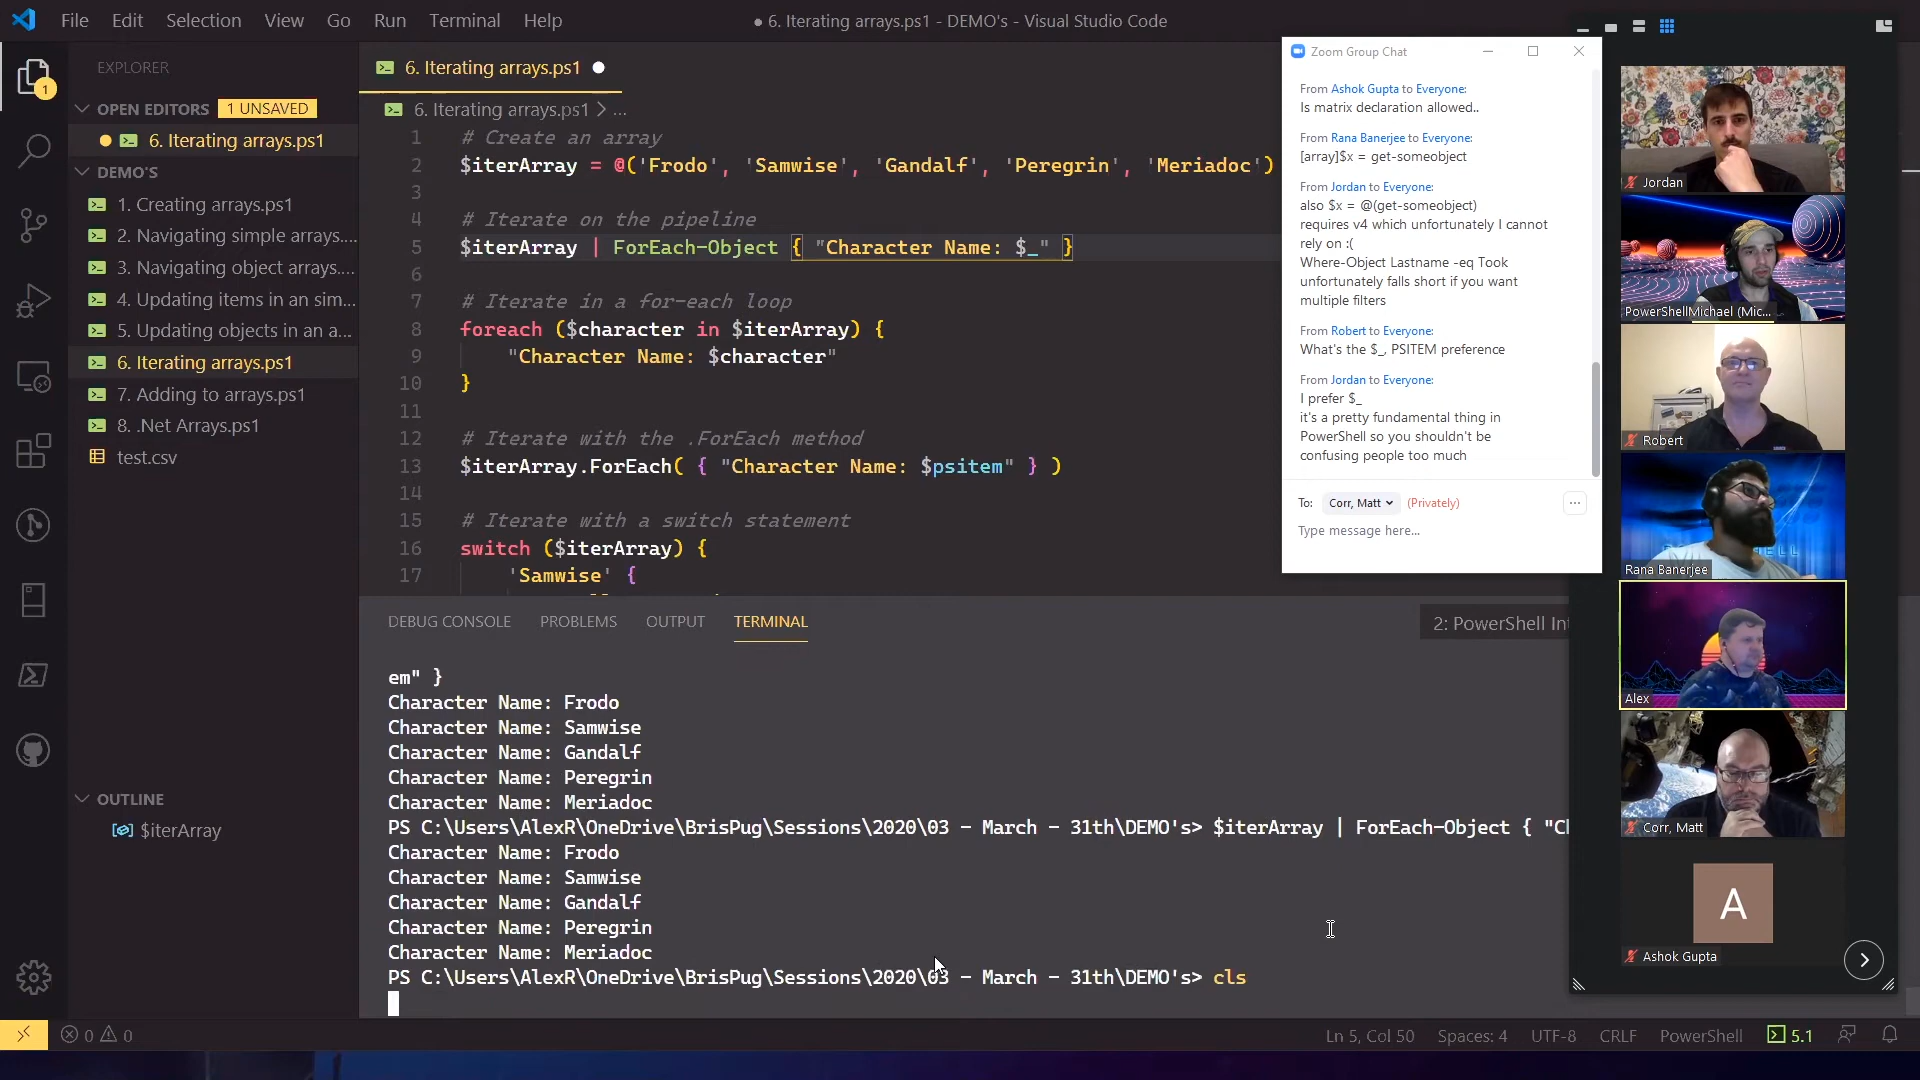 File Edit Selection View Go Run Terminal Help
● 6. Iterating arrays.ps1 - DEMO's - Visual Studio Code
EXPLORER
OPEN EDITORS 1 UNSAVED
6. Iterating arrays.ps1
DEMO'S
1. Creating arrays.ps1
2. Navigating simple arrays....
3. Navigating object arrays....
4. Updating items in an sim...
5. Updating objects in an a...
6. Iterating arrays.ps1
7. Adding to arrays.ps1
8. .Net Arrays.ps1
test.csv
OUTLINE
$iterArray
1
6. Iterating arrays.ps1
6. Iterating arrays.ps1 > ...
1 # Create an array
2 $iterArray = @('Frodo', 'Samwise', 'Gandalf', 'Peregrin', 'Meriadoc')
3
4 # Iterate on the pipeline
5 $iterArray | ForEach-Object { "Character Name: $_" }
6
7 # Iterate in a for-each loop
8 foreach ($character in $iterArray) {
9 "Character Name: $character"
10 }
11
12 # Iterate with the .ForEach method
13 $iterArray.ForEach( { "Character Name: $psitem" } )
14
15 # Iterate with a switch statement
16 switch ($iterArray) {
17 'Samwise' {
DEBUG CONSOLE PROBLEMS OUTPUT TERMINAL
2: PowerShell Int
em" }
Character Name: Frodo
Character Name: Samwise
Character Name: Gandalf
Character Name: Peregrin
Character Name: Meriadoc
PS C:\Users\AlexR\OneDrive\BrisPug\Sessions\2020\03 - March - 31th\DEMO's> $iterArray | ForEach-Object { "Ch
Character Name: Frodo
Character Name: Samwise
Character Name: Gandalf
Character Name: Peregrin
Character Name: Meriadoc
PS C:\Users\AlexR\OneDrive\BrisPug\Sessions\2020\03 - March - 31th\DEMO's> cls
0 0
Ln 5, Col 50 Spaces: 4 UTF-8 CRLF PowerShell 5.1
Zoom Group Chat
From Ashok Gupta to Everyone:
Is matrix declaration allowed..
From Rana Banerjee to Everyone:
[array]$x = get-someobject
From Jordan to Everyone:
also $x = @(get-someobject)
requires v4 which unfortunately I cannot
rely on :(
Where-Object Lastname -eq Took
unfortunately falls short if you want
multiple filters
From Robert to Everyone:
What's the $_, PSITEM preference
From Jordan to Everyone:
I prefer $_
it's a pretty fundamental thing in
PowerShell so you shouldn't be
confusing people too much
To: Corr, Matt (Privately)
...
Type message here...
Jordan
PowerShellMichael (Mic...
Robert
Rana Banerjee
Alex
Corr, Matt
A
Ashok Gupta